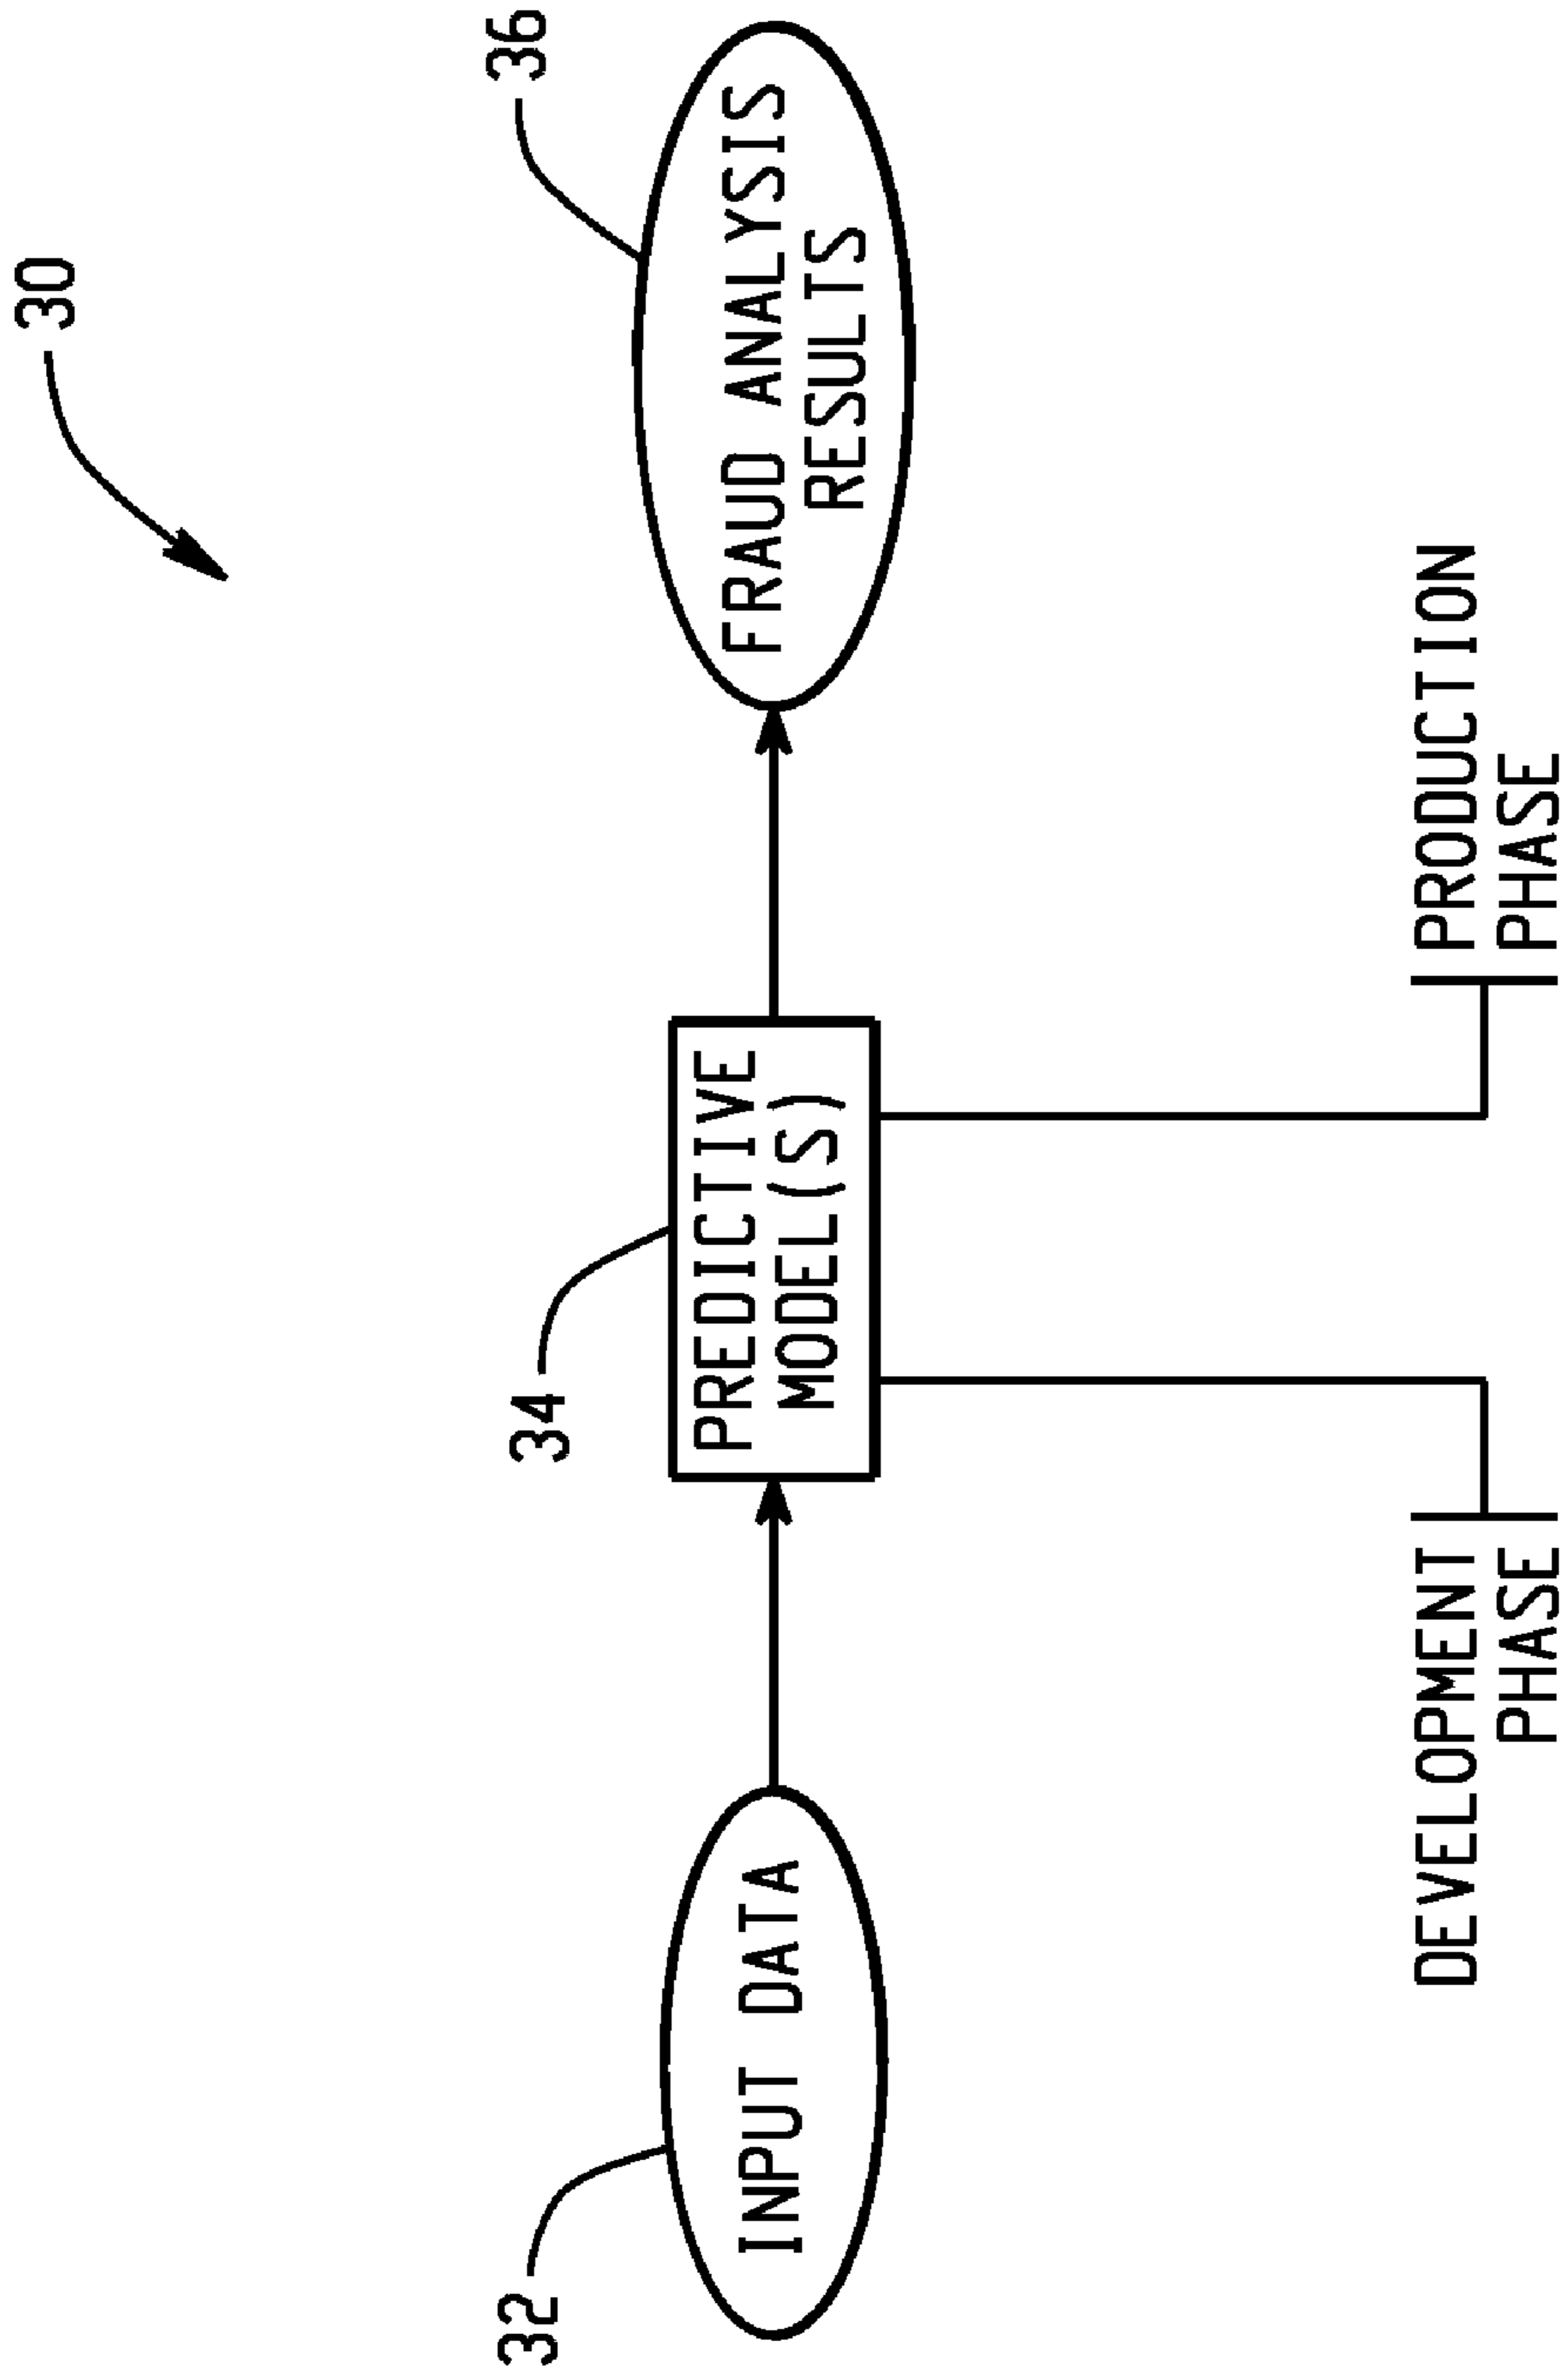 30
32
INPUT DATA
34
PREDICTIVE
MODEL(S)
36
FRAUD ANALYSIS
RESULTS
DEVELOPMENT
PHASE
PRODUCTION
PHASE